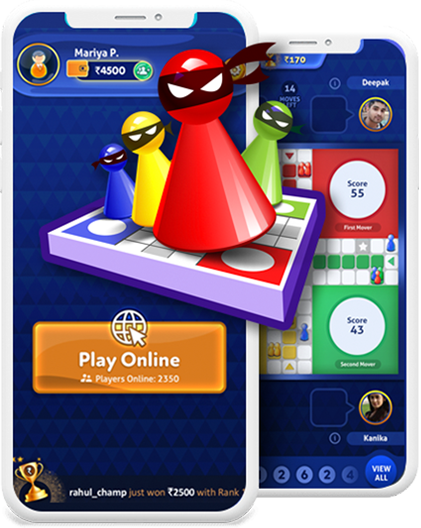 Mariya P.
₹4500
Play Online
Players Online: 2350
rahul_champ just won ₹2500 with Rank
₹170
14
MOVES
Deepak
Score
55
First Mover
Score
43
Second Mover
Kanika
2 6 2 4
VIEW
ALL